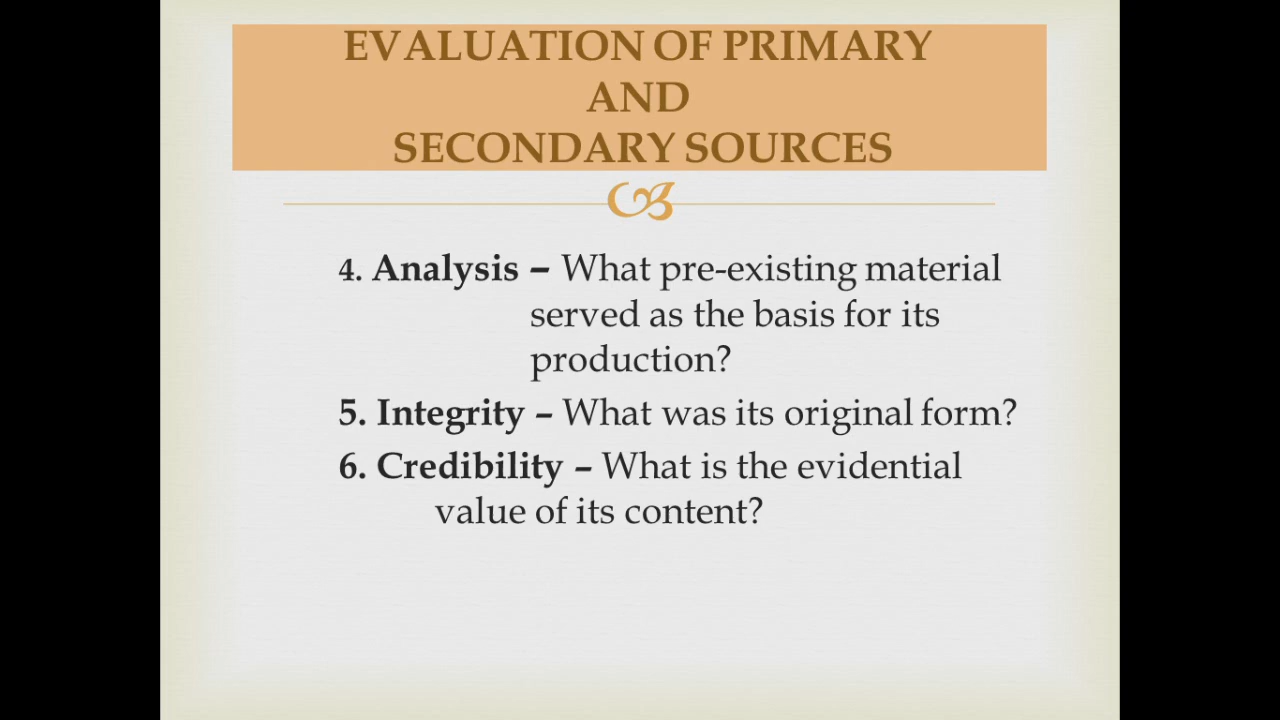 EVALUATION OF PRIMARY
AND
SECONDARY SOURCES
4. Analysis – What pre-existing material
served as the basis for its
production?
5. Integrity – What was its original form?
6. Credibility – What is the evidential
value of its content?